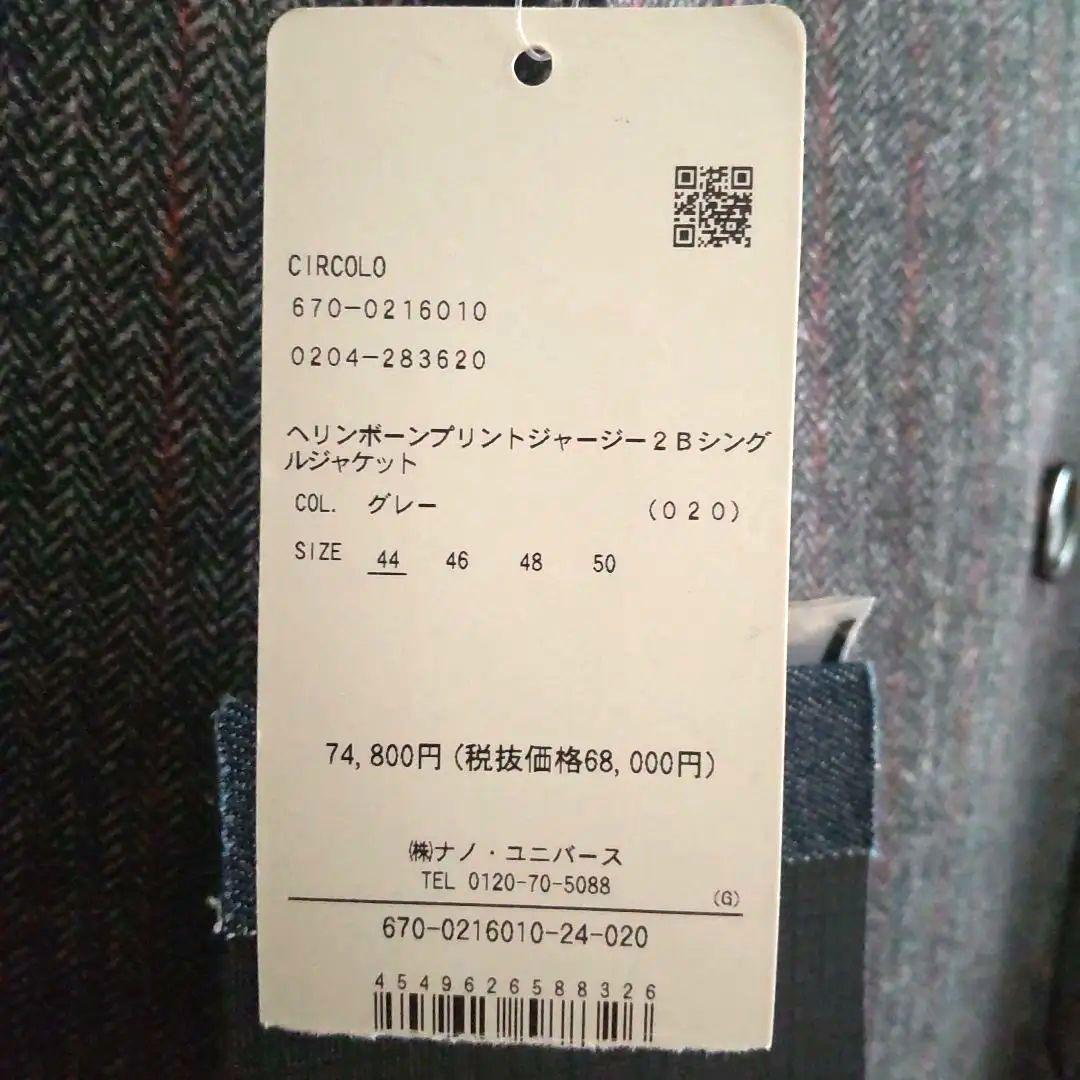 CIRCOLO
670-0216010
0204-283620
ヘリンボーンプリントジャージー2Bシング
ルジャケット
COL. グレー (020)
SIZE 44 46 48 50
74,800円(税抜価格68,000円)
㈱ナノ・ユニバース
TEL 0120-70-5088
(G)
670-0216010-24-020
4549626588326